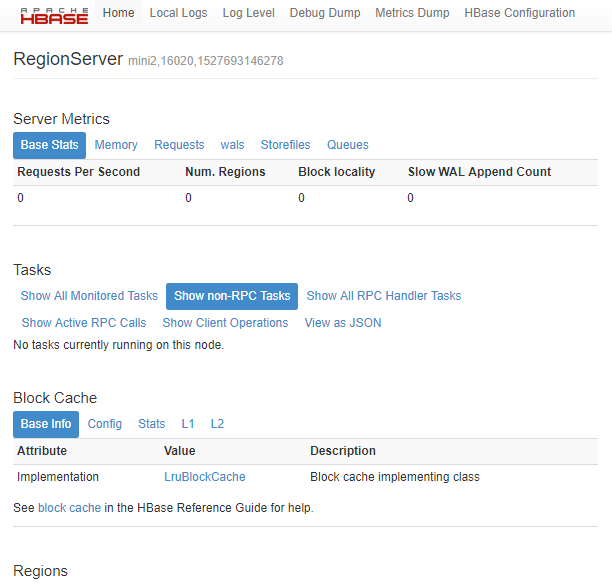 APACHE
HBASE Home Local Logs Log Level Debug Dump Metrics Dump HBase Configuration
RegionServer mini2,16020,1527693146278
Server Metrics
Base Stats Memory Requests wals Storefiles Queues
Requests Per Second Num. Regions Block locality Slow WAL Append Count
0 0 0 0
Tasks
Show All Monitored Tasks Show non-RPC Tasks Show All RPC Handler Tasks
Show Active RPC Calls Show Client Operations View as JSON
No tasks currently running on this node.
Block Cache
Base Info Config Stats L1 L2
Attribute Value Description
Implementation LruBlockCache Block cache implementing class
See block cache in the HBase Reference Guide for help.
Regions